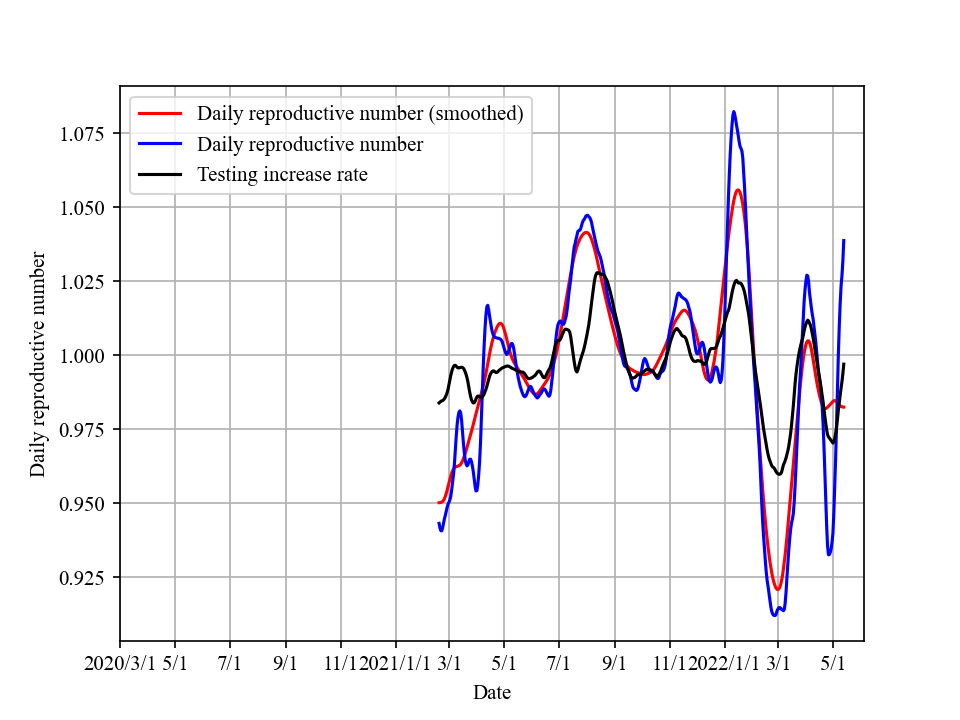 Daily reproductive number (smoothed)
Daily reproductive number
Testing increase rate
1.075
1.050
1.025
1.000
0.975
0.950
0.925
Daily reproductive number
2020/3/1 5/1 7/1 9/1 11/1 2021/1/1 3/1 5/1 7/1 9/1 11/1 2022/1/1 3/1 5/1
Date